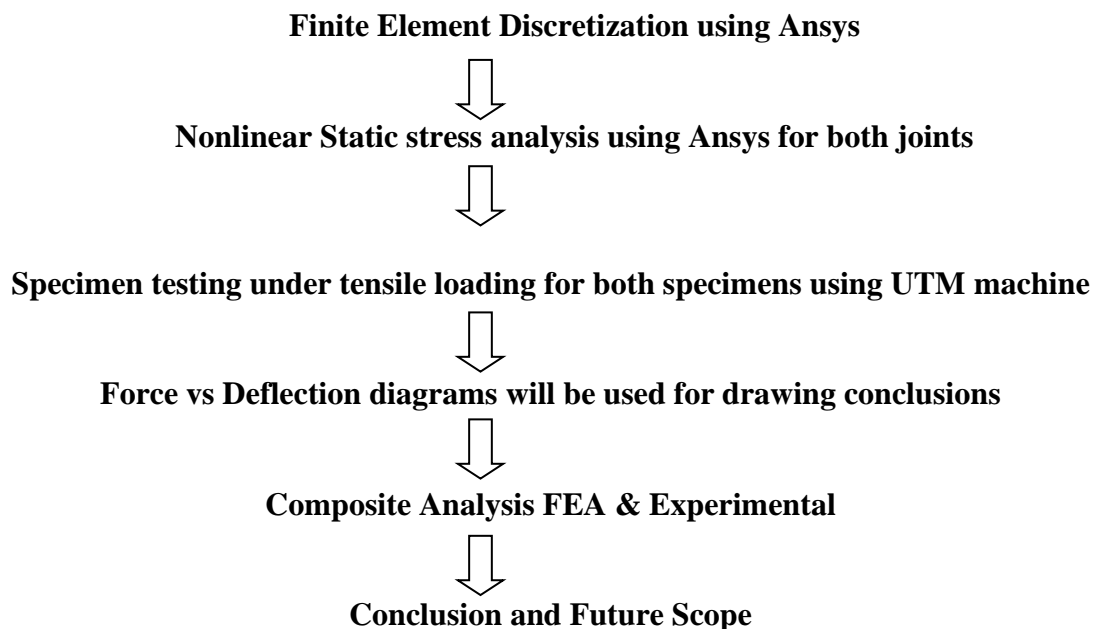 Finite Element Discretization using Ansys
Nonlinear Static stress analysis using Ansys for both joints
Specimen testing under tensile loading for both specimens using UTM machine
Force vs Deflection diagrams will be used for drawing conclusions
Composite Analysis FEA & Experimental
Conclusion and Future Scope